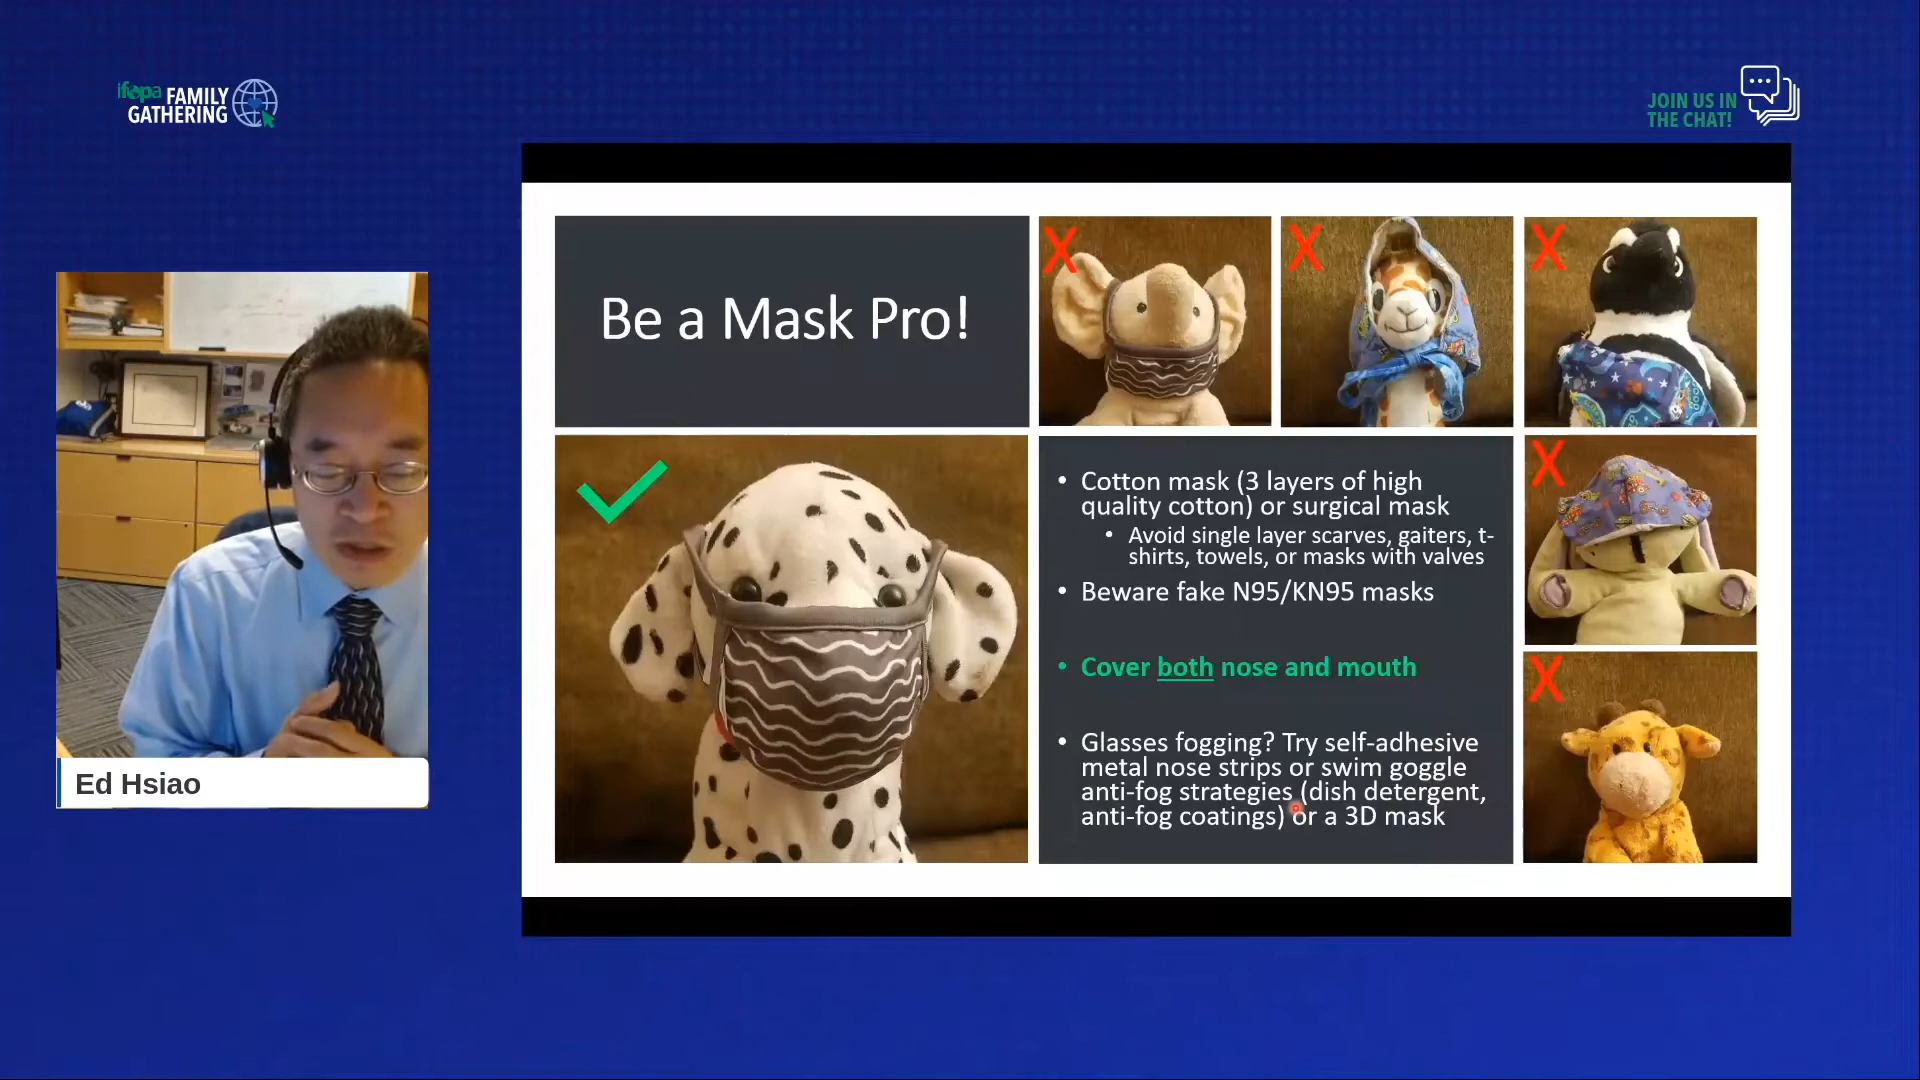 ifopa FAMILY
GATHERING
JOIN US IN
THE CHAT!
Be a Mask Pro!
X
X
X
X
X
• Cotton mask (3 layers of high
quality cotton) or surgical mask
• Avoid single layer scarves, gaiters, t-
shirts, towels, or masks with valves
• Beware fake N95/KN95 masks
• Cover both nose and mouth
• Glasses fogging? Try self-adhesive
metal nose strips or swim goggle
anti-fog strategies (dish detergent,
anti-fog coatings) or a 3D mask
Ed Hsiao